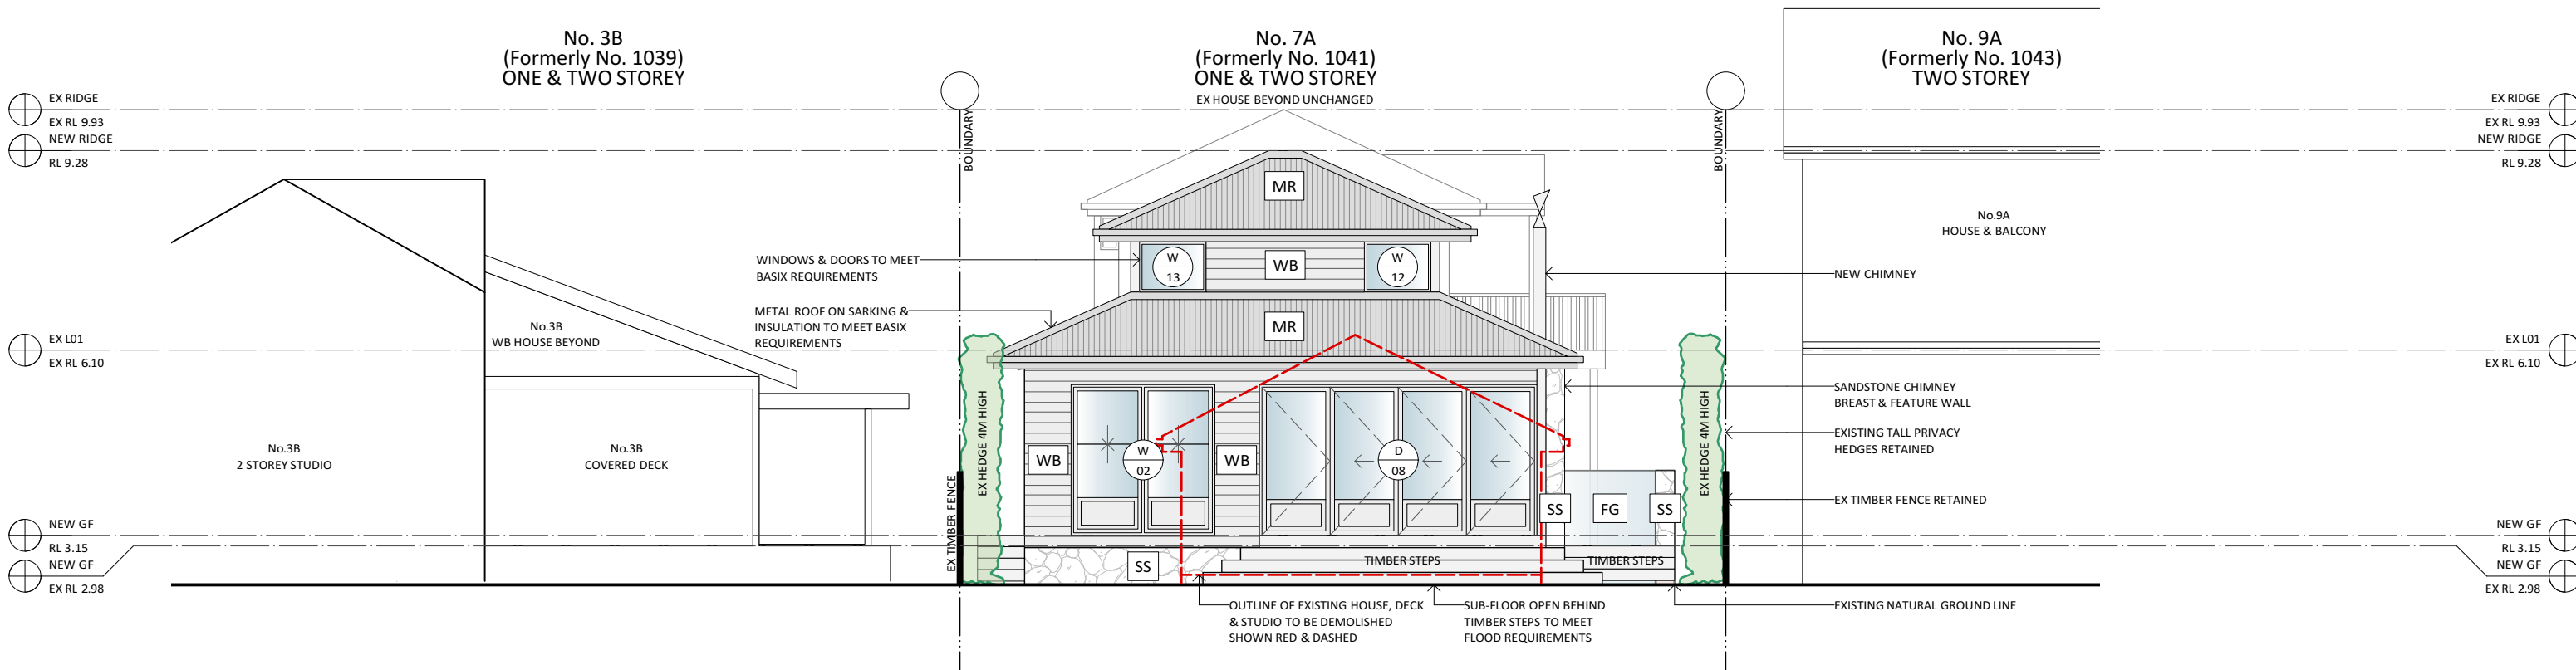 No. 3B
(Formerly No. 1039)
ONE & TWO STOREY
No. 7A
(Formerly No. 1041)
ONE & TWO STOREY
EX HOUSE BEYOND UNCHANGED
No. 9A
(Formerly No. 1043)
TWO STOREY
EX RIDGE
EX RL 9.93
NEW RIDGE
RL 9.28
EX RIDGE
EX RL 9.93
NEW RIDGE
RL 9.28
BOUNDARY
BOUNDARY
MR
No.9A
HOUSE & BALCONY
WINDOWS & DOORS TO MEET
BASIX REQUIREMENTS
W
13
WB
W
12
NEW CHIMNEY
METAL ROOF ON SARKING &
INSULATION TO MEET BASIX
REQUIREMENTS
MR
No.3B
WB HOUSE BEYOND
EX L01
EX RL 6.10
EX L01
EX RL 6.10
SANDSTONE CHIMNEY
BREAST & FEATURE WALL
EX HEDGE 4M HIGH
EX HEDGE 4M HIGH
EXISTING TALL PRIVACY
HEDGES RETAINED
No.3B
2 STOREY STUDIO
No.3B
COVERED DECK
WB
W
02
WB
D
08
EX TIMBER FENCE
SS
FG
SS
EX TIMBER FENCE RETAINED
NEW GF
RL 3.15
NEW GF
EX RL 2.98
NEW GF
RL 3.15
NEW GF
EX RL 2.98
SS
TIMBER STEPS
TIMBER STEPS
OUTLINE OF EXISTING HOUSE, DECK
& STUDIO TO BE DEMOLISHED
SHOWN RED & DASHED
SUB-FLOOR OPEN BEHIND
TIMBER STEPS TO MEET
FLOOD REQUIREMENTS
EXISTING NATURAL GROUND LINE